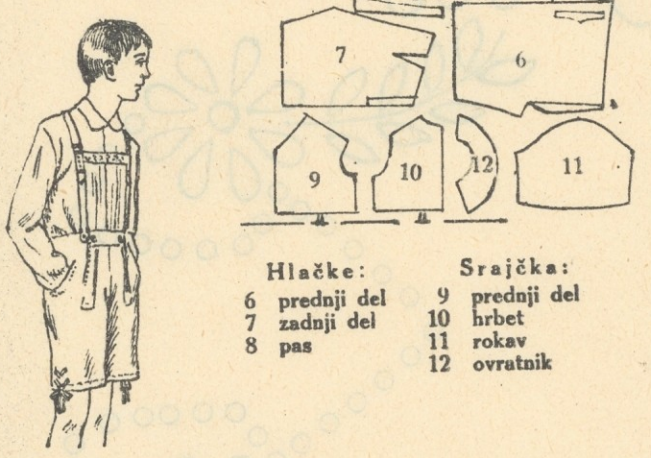 7
6
9
10
12
11
Hlačke:
6 prednji del
7 zadnji del
8 pas
Srajčka:
9 prednji del
10 hrbet
11 rokav
12 ovratnik